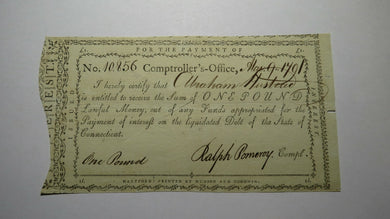 FOR THE PAYMENT OF
No. 10856 Comptroller's-Office, May 9 1791
I hereby certify that Abraham
is entitled to receive the Sum of ONE POUND
Lawful Money; out of any Funds appropriated for the
Payment of interest on the liquidated Debt of the State of
Connecticut.
One Pound Ralph Pomeroy, Compt.
HARTFORD: PRINTED BY HUDSON AND GOODWIN.